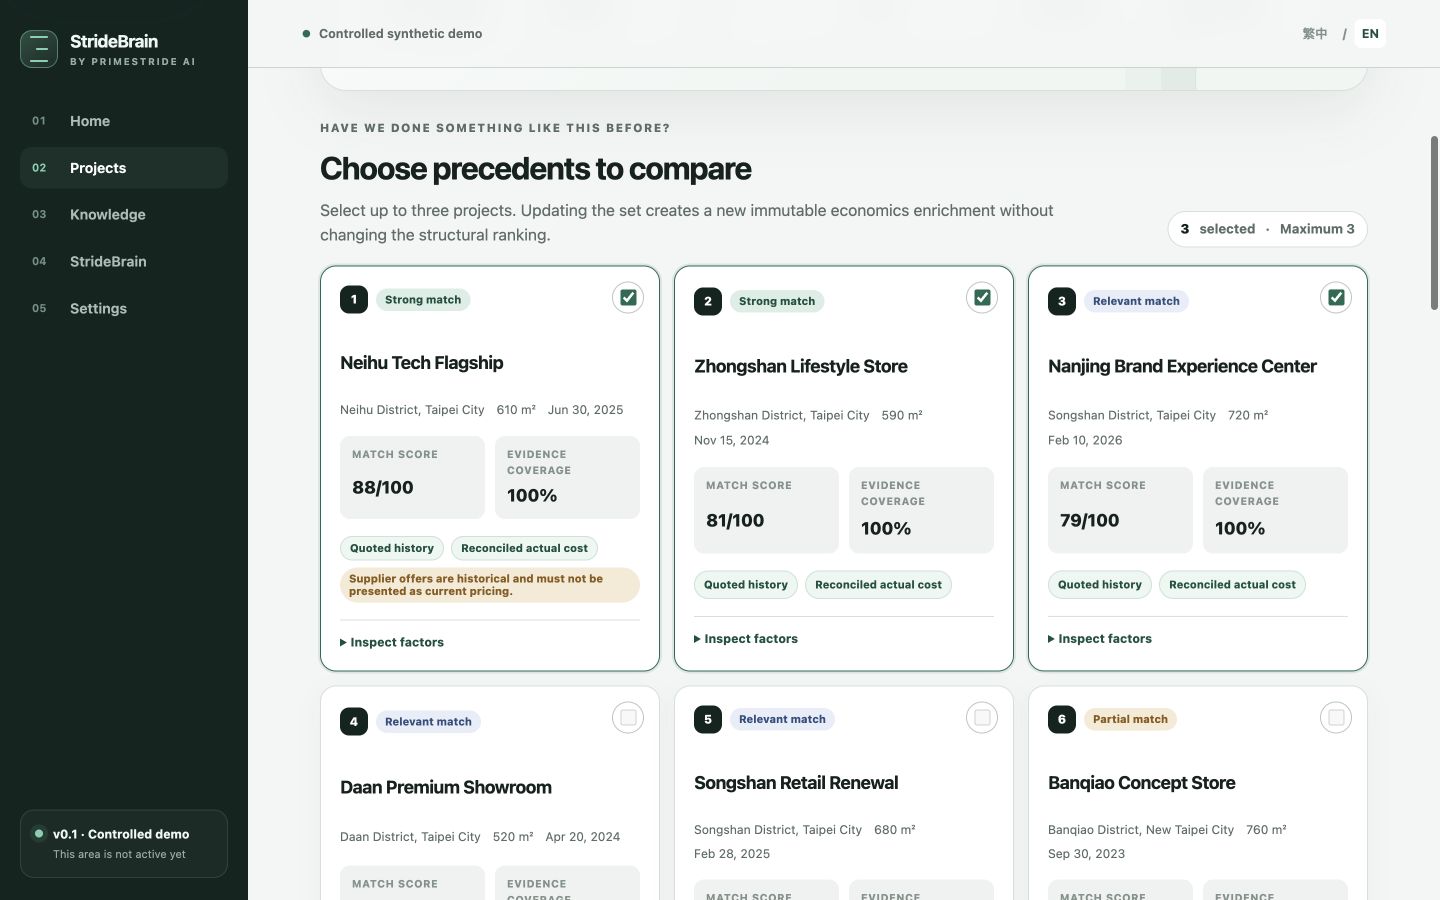 StrideBrain
BY PRIMESTRIDE AI
01 Home
02 Projects
03 Knowledge
04 StrideBrain
05 Settings
v0.1 · Controlled demo
This area is not active yet
Controlled synthetic demo
繁中 / EN
HAVE WE DONE SOMETHING LIKE THIS BEFORE?
Choose precedents to compare
Select up to three projects. Updating the set creates a new immutable economics enrichment without
changing the structural ranking.
3 selected · Maximum 3
1 Strong match
Neihu Tech Flagship
Neihu District, Taipei City 610 m² Jun 30, 2025
MATCH SCORE
88/100
EVIDENCE
COVERAGE
100%
Quoted history
Reconciled actual cost
Supplier offers are historical and must not be
presented as current pricing.
Inspect factors
2 Strong match
Zhongshan Lifestyle Store
Zhongshan District, Taipei City 590 m²
Nov 15, 2024
MATCH SCORE
81/100
EVIDENCE
COVERAGE
100%
Quoted history
Reconciled actual cost
Inspect factors
3 Relevant match
Nanjing Brand Experience Center
Songshan District, Taipei City 720 m²
Feb 10, 2026
MATCH SCORE
79/100
EVIDENCE
COVERAGE
100%
Quoted history
Reconciled actual cost
Inspect factors
4 Relevant match
Daan Premium Showroom
Daan District, Taipei City 520 m² Apr 20, 2024
MATCH SCORE
EVIDENCE
COVERAGE
5 Relevant match
Songshan Retail Renewal
Songshan District, Taipei City 680 m²
Feb 28, 2025
MATCH SCORE
EVIDENCE
6 Partial match
Banqiao Concept Store
Banqiao District, New Taipei City 760 m²
Sep 30, 2023
MATCH SCORE
EVIDENCE